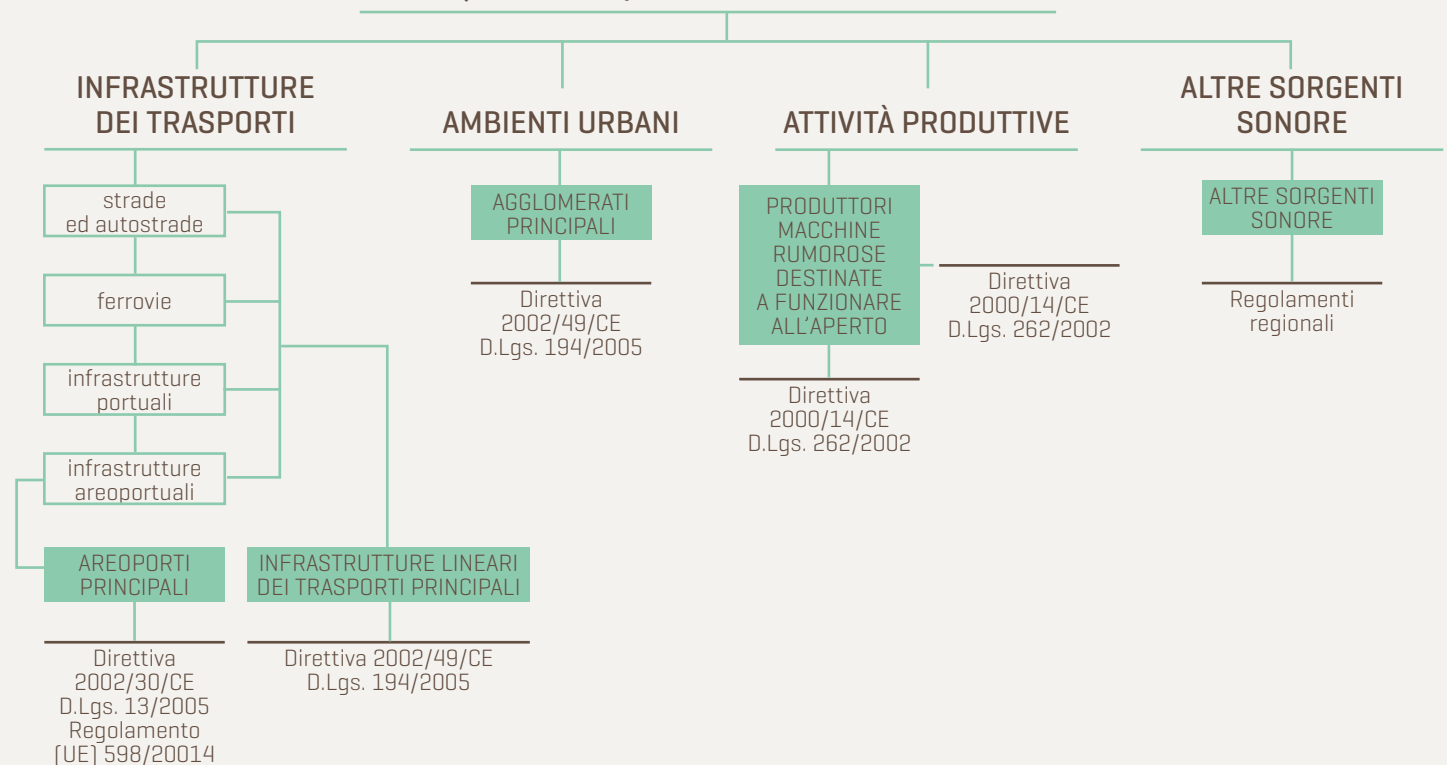 INFRASTRUTTURE
DEI TRASPORTI
strade
ed autostrade
ferrovie
infrastrutture
portuali
infrastrutture
areoportuali
AREOPORTI
PRINCIPALI
Direttiva
2002/30/CE
D.Lgs. 13/2005
Regolamento
[UE] 598/20014
INFRASTRUTTURE LINEARI
DEI TRASPORTI PRINCIPALI
Direttiva 2002/49/CE
D.Lgs. 194/2005
AMBIENTI URBANI
AGGLOMERATI
PRINCIPALI
Direttiva
2002/49/CE
D.Lgs. 194/2005
ATTIVITÀ PRODUTTIVE
PRODUTTORI
MACCHINE
RUMOROSE
DESTINATE
A FUNZIONARE
ALL'APERTO
Direttiva
2000/14/CE
D.Lgs. 262/2002
Direttiva
2000/14/CE
D.Lgs. 262/2002
ALTRE SORGENTI
SONORE
ALTRE SORGENTI
SONORE
Regolamenti
regionali